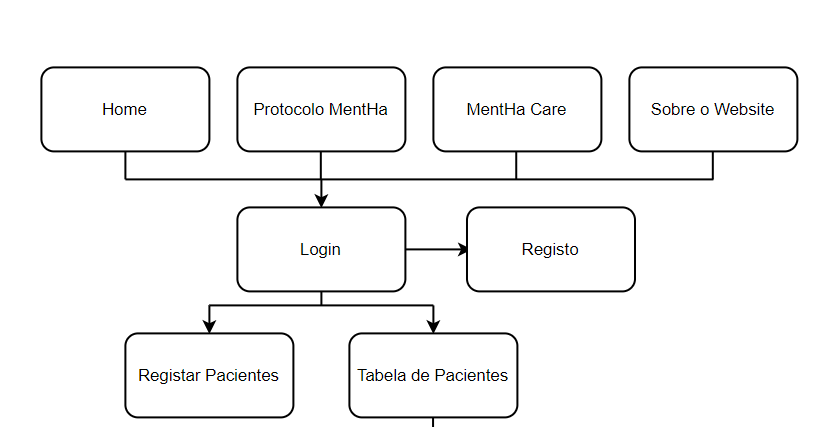 Home
Protocolo MentHa
MentHa Care
Sobre o Website
Login
Registo
Registar Pacientes
Tabela de Pacientes